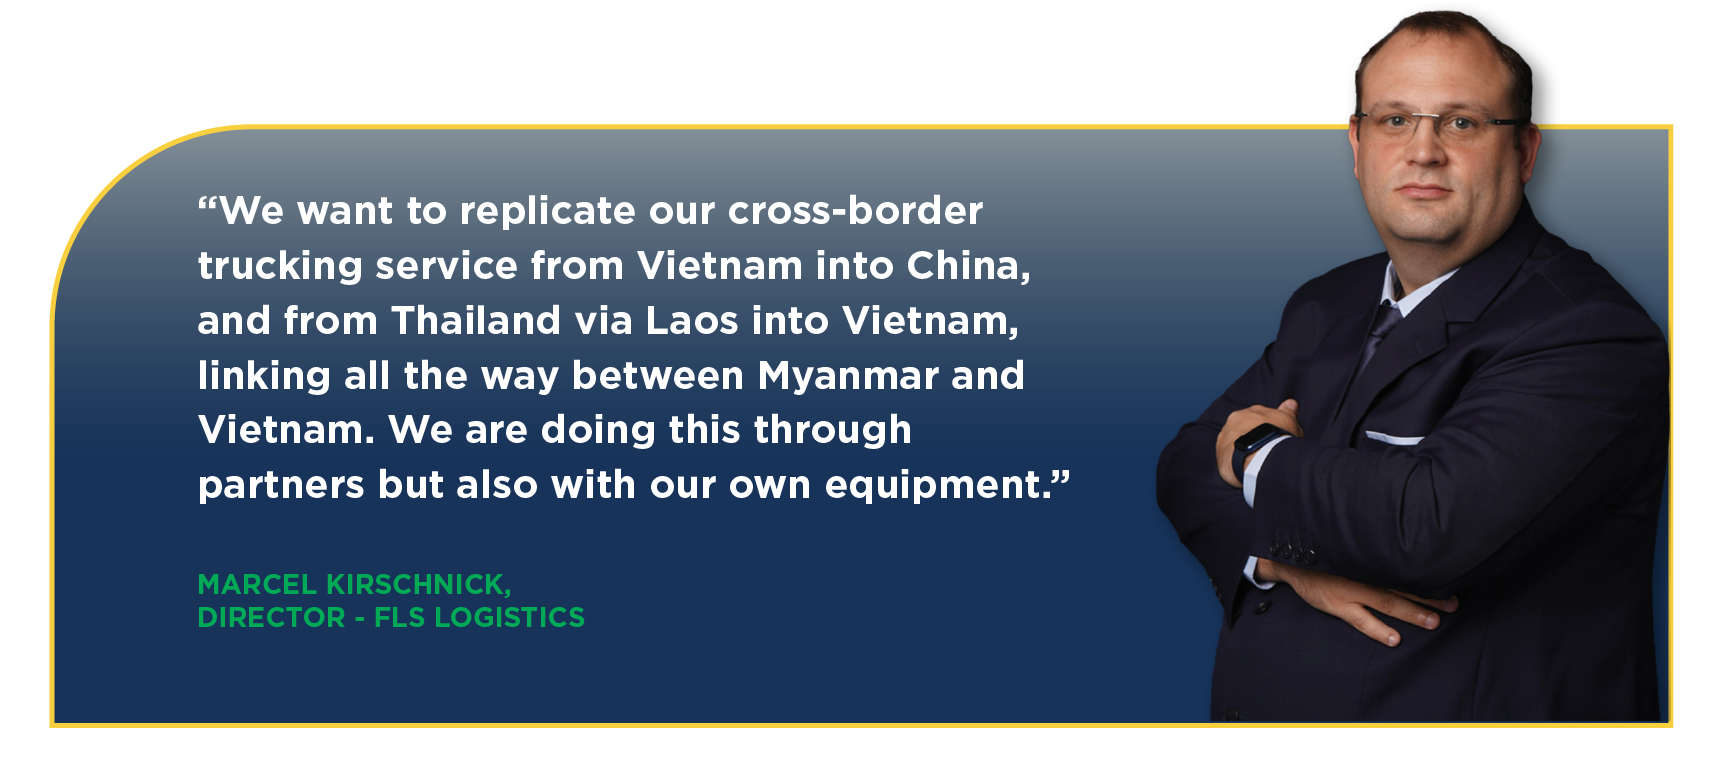 “We want to replicate our cross-border
trucking service from Vietnam into China,
and from Thailand via Laos into Vietnam,
linking all the way between Myanmar and
Vietnam. We are doing this through
partners but also with our own equipment.”
MARCEL KIRSCHNICK,
DIRECTOR - FLS LOGISTICS